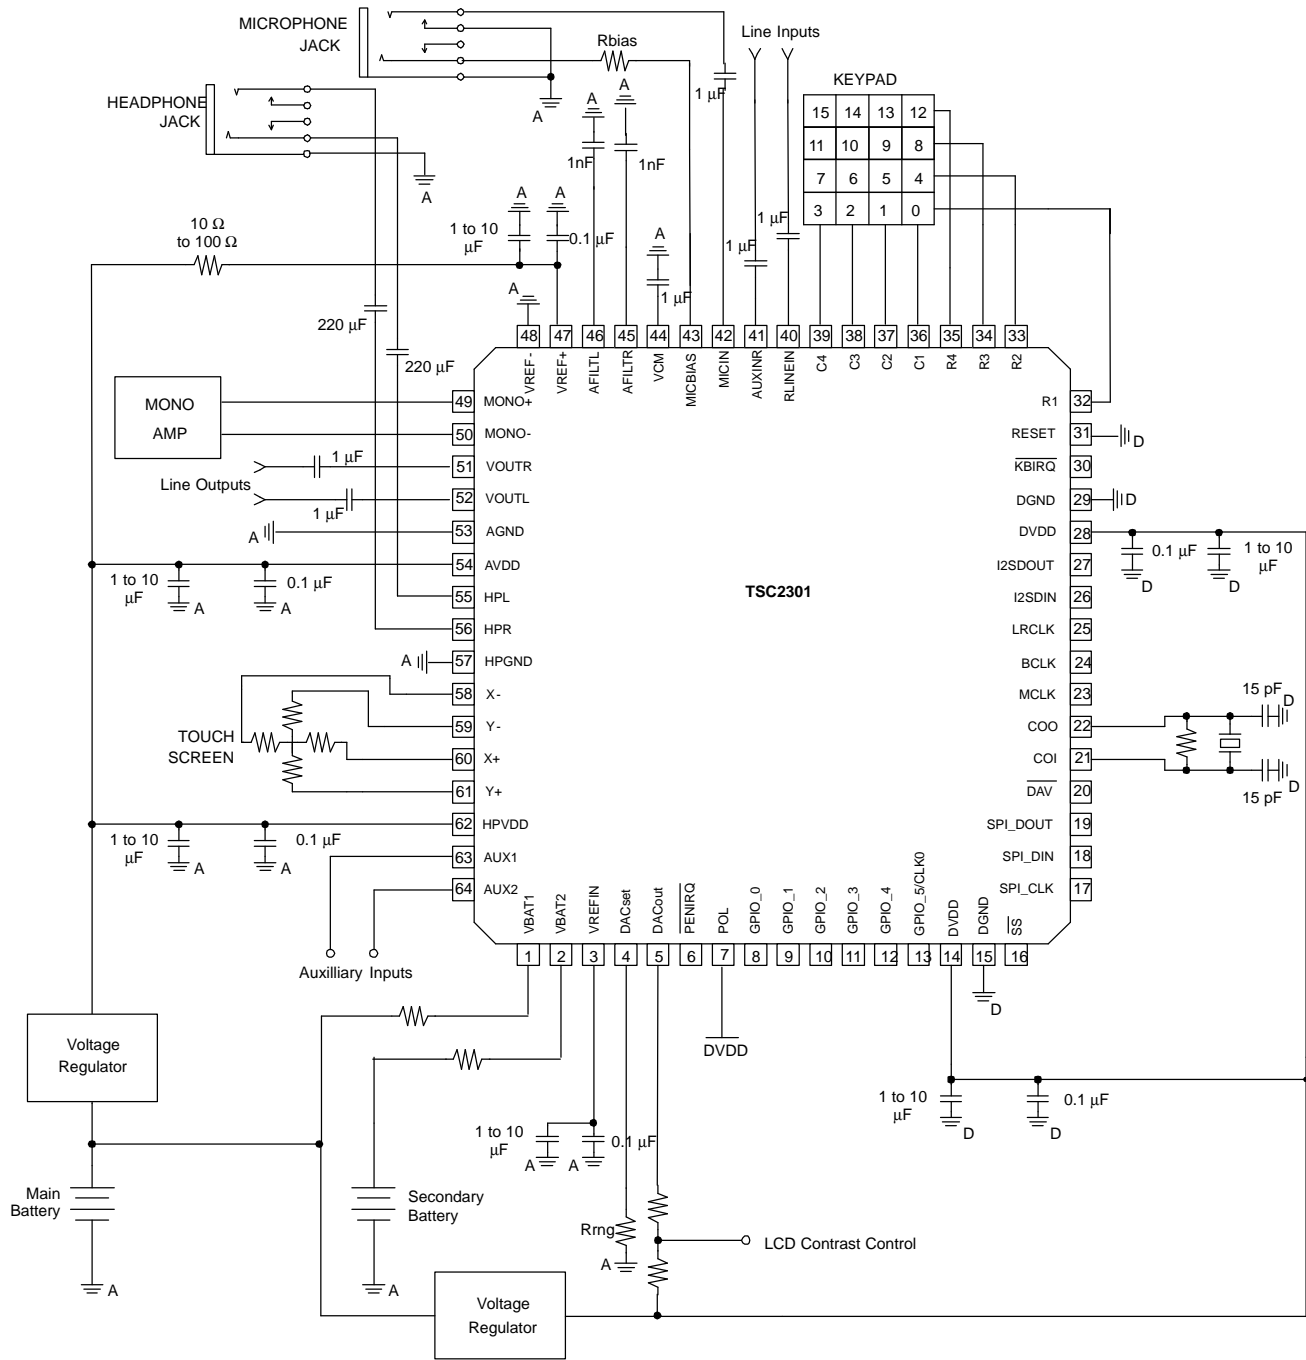 MICROPHONE
JACK
Rbias
Line Inputs
KEYPAD
HEADPHONE
JACK
1 μF
A
A
A
15 14 13 12
11 10 9 8
7 6 5 4
3 2 1 0
1nF
1nF
A
A
A
10 Ω
to 100 Ω
1 to 10
μF
0.1 μF
A
1 μF
1 μF
1 μF
A
220 μF
220 μF
48 47 46 45 44 43 42 41 40 39 38 37 36 35 34 33
VREF-
VREF+
AFILTL
AFILTR
VCM
MICBIAS
MICIN
AUXINR
RLINEIN
C4
C3
C2
C1
R4
R3
R2
MONO
AMP
49 MONO+
50 MONO-
51 VOUTR
52 VOUTL
53 AGND
54 AVDD
55 HPL
56 HPR
57 HPGND
58 X-
59 Y-
60 X+
61 Y+
62 HPVDD
63 AUX1
64 AUX2
1 μF
Line Outputs
1 μF
A
1 to 10
μF
A
0.1 μF
A
A
TOUCH
SCREEN
1 to 10
μF
A
0.1 μF
A
Auxilliary Inputs
TSC2301
R1 32
RESET 31
KBIRQ 30
DGND 29
DVDD 28
I2SDOUT 27
I2SDIN 26
LRCLK 25
BCLK 24
MCLK 23
COO 22
COI 21
DAV 20
SPI_DOUT 19
SPI_DIN 18
SPI_CLK 17
D
D
0.1 μF
D
1 to 10
μF
D
15 pF
D
15 pF
D
VBAT1
VBAT2
VREFIN
DACset
DACout
PENIRQ
POL
GPIO_0
GPIO_1
GPIO_2
GPIO_3
GPIO_4
GPIO_5/CLK0
DVDD
DGND
SS
1 2 3 4 5 6 7 8 9 10 11 12 13 14 15 16
D
DVDD
Voltage
Regulator
1 to 10
μF
D
0.1 μF
D
1 to 10
μF
A
0.1 μF
A
Main
Battery
A
Secondary
Battery
A
Rrng
A
LCD Contrast Control
Voltage
Regulator